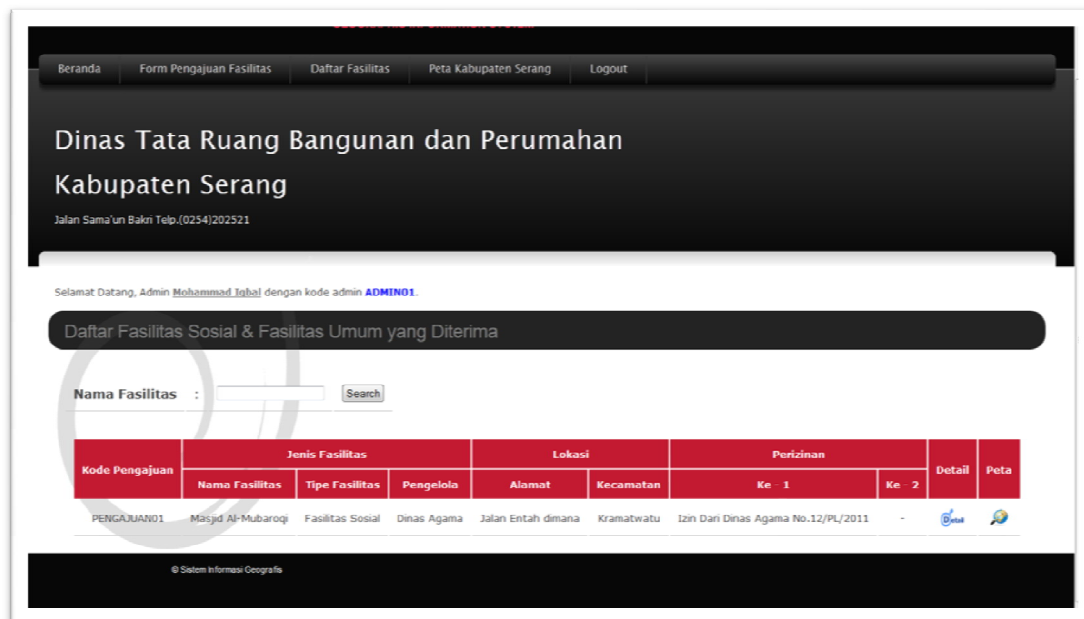 Beranda Form Pengajuan Fasilitas Daftar Fasilitas Peta Kabupaten Serang Logout
Dinas Tata Ruang Bangunan dan Perumahan
Kabupaten Serang
Jalan Sama'un Bakri Telp.(0254)202521
Selamat Datang, Admin Mohammad Iqbal dengan kode admin ADMIN01.
Daftar Fasilitas Sosial & Fasilitas Umum yang Diterima
Nama Fasilitas : Search
Kode Pengajuan Jenis Fasilitas Lokasi Perizinan Detail Peta
Nama Fasilitas Tipe Fasilitas Pengelola Alamat Kecamatan Ke - 1 Ke - 2
PENGAJUAN01 Masjid Al-Mubaroqi Fasilitas Sosial Dinas Agama Jalan Entah dimana Kramatwatu Izin Dari Dinas Agama No.12/PL/2011 - Detail
© Sistem Informasi Geografis